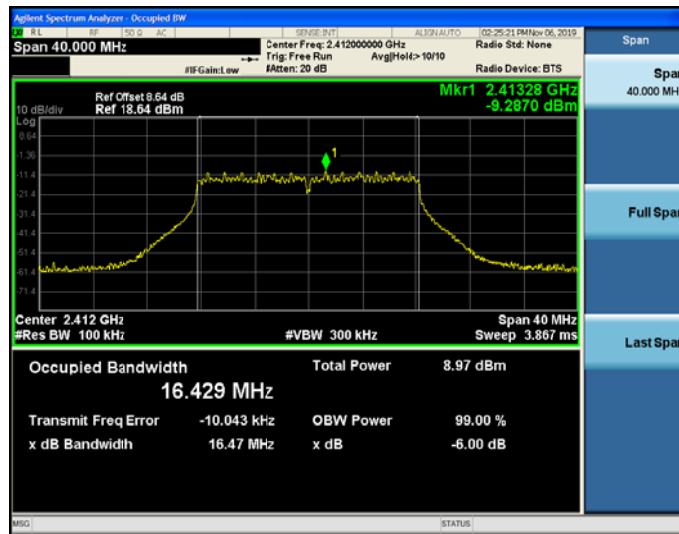 Agilent Spectrum Analyzer - Occupied BW
RL RF 50 Ω AC SENSE:INT ALIGN AUTO 02:25:21 PM Nov 06, 2019
Span 40.000 MHz
Center Freq: 2.412000000 GHz
Radio Std: None
Trig: Free Run Avg|Hold:> 10/10
#IFGain:Low #Atten: 20 dB Radio Device: BTS
Mkr1 2.41328 GHz
-9.2870 dBm
Ref Offset 8.64 dB
10 dB/div Ref 18.64 dBm
Log
8.64
-1.36
-11.4
-21.4
-31.4
-41.4
-51.4
-61.4
-71.4
1
Center 2.412 GHz Span 40 MHz
#Res BW 100 kHz #VBW 300 kHz Sweep 3.867 ms
Occupied Bandwidth Total Power 8.97 dBm
16.429 MHz
Transmit Freq Error -10.043 kHz OBW Power 99.00 %
x dB Bandwidth 16.47 MHz x dB -6.00 dB
MSG STATUS
Span
Span
40.000 MH
Full Spa
Last Spa